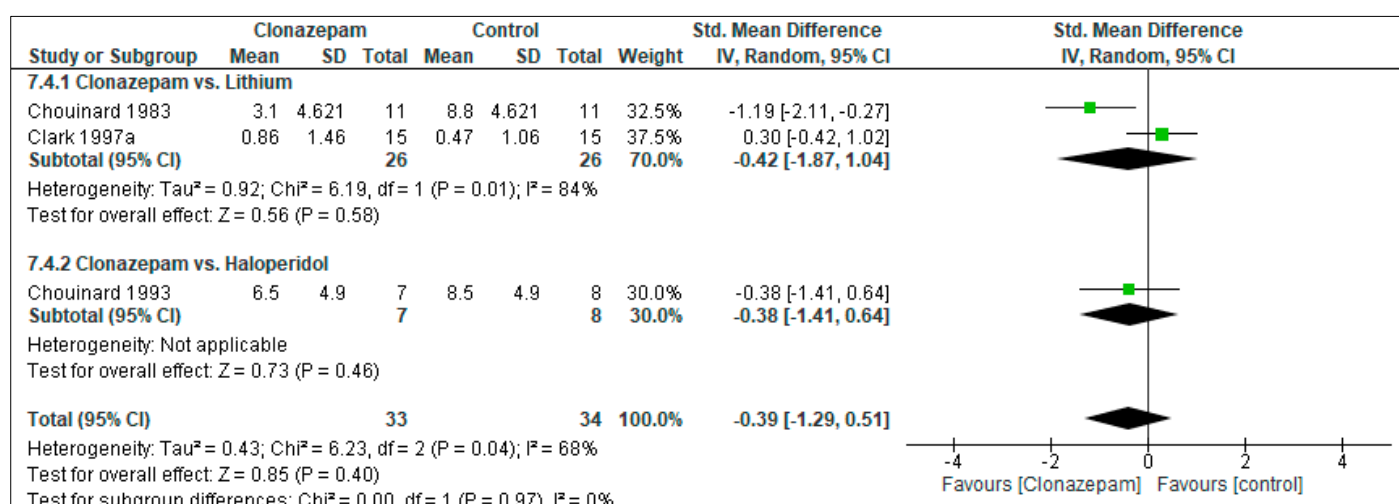 Clonazepam Control Std. Mean Difference Std. Mean Difference
Study or Subgroup Mean SD Total Mean SD Total Weight IV, Random, 95% CI IV, Random, 95% CI
7.4.1 Clonazepam vs. Lithium
Chouinard 1983 3.1 4.621 11 8.8 4.621 11 32.5% -1.19 [-2.11, -0.27]
Clark 1997a 0.86 1.46 15 0.47 1.06 15 37.5% 0.30 [-0.42, 1.02]
Subtotal (95% CI) 26 26 70.0% -0.42 [-1.87, 1.04]
Heterogeneity: Tau² = 0.92; Chi² = 6.19, df = 1 (P = 0.01); I² = 84%
Test for overall effect: Z = 0.56 (P = 0.58)
7.4.2 Clonazepam vs. Haloperidol
Chouinard 1993 6.5 4.9 7 8.5 4.9 8 30.0% -0.38 [-1.41, 0.64]
Subtotal (95% CI) 7 8 30.0% -0.38 [-1.41, 0.64]
Heterogeneity: Not applicable
Test for overall effect: Z = 0.73 (P = 0.46)
Total (95% CI) 33 34 100.0% -0.39 [-1.29, 0.51]
Heterogeneity: Tau² = 0.43; Chi² = 6.23, df = 2 (P = 0.04); I² = 68%
Test for overall effect: Z = 0.85 (P = 0.40)
Test for subgroup differences: Chi² = 0.00, df = 1 (P = 0.97), I² = 0%
-4 -2 0 2 4
Favours [Clonazepam] Favours [control]